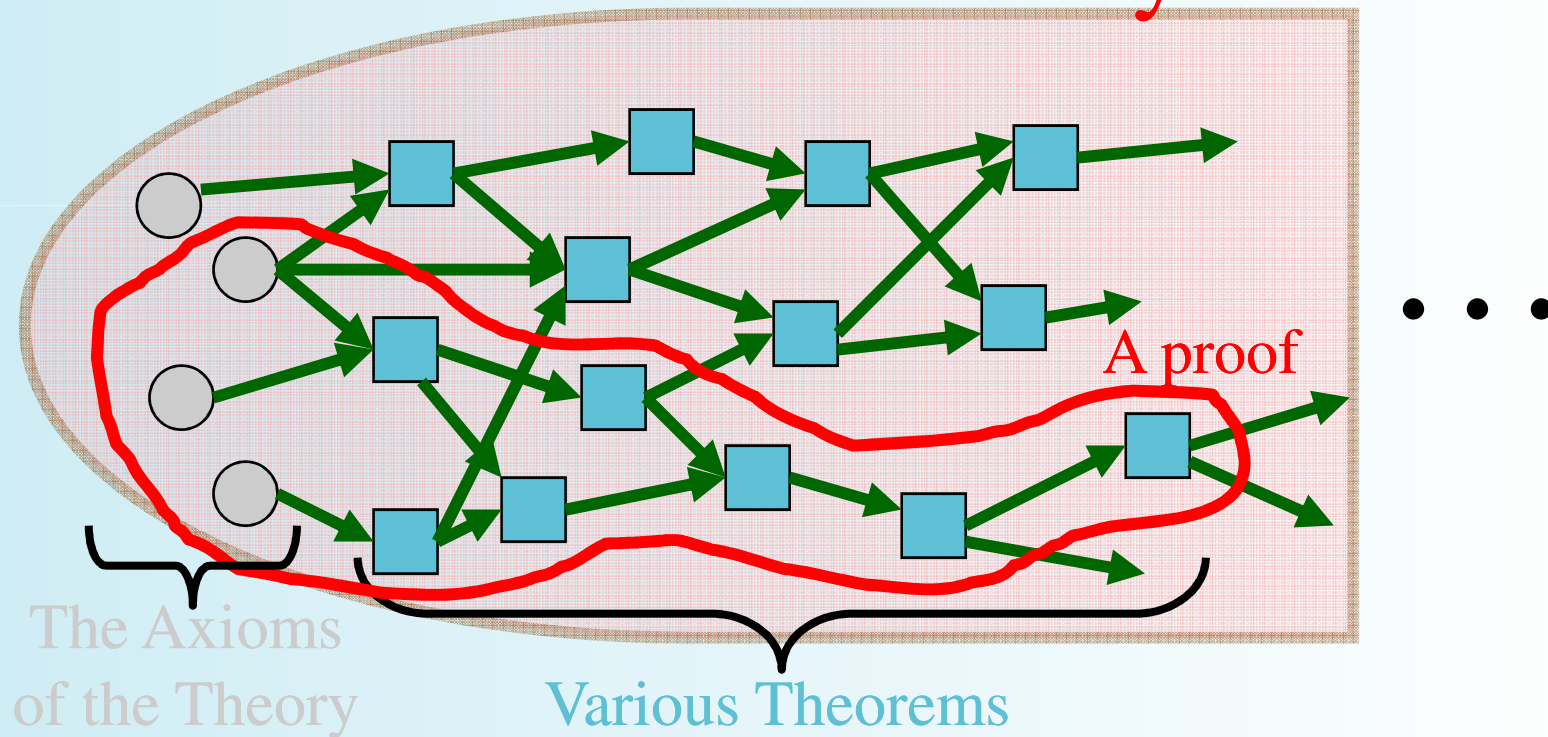 A proof
The Axioms
of the Theory
Various Theorems